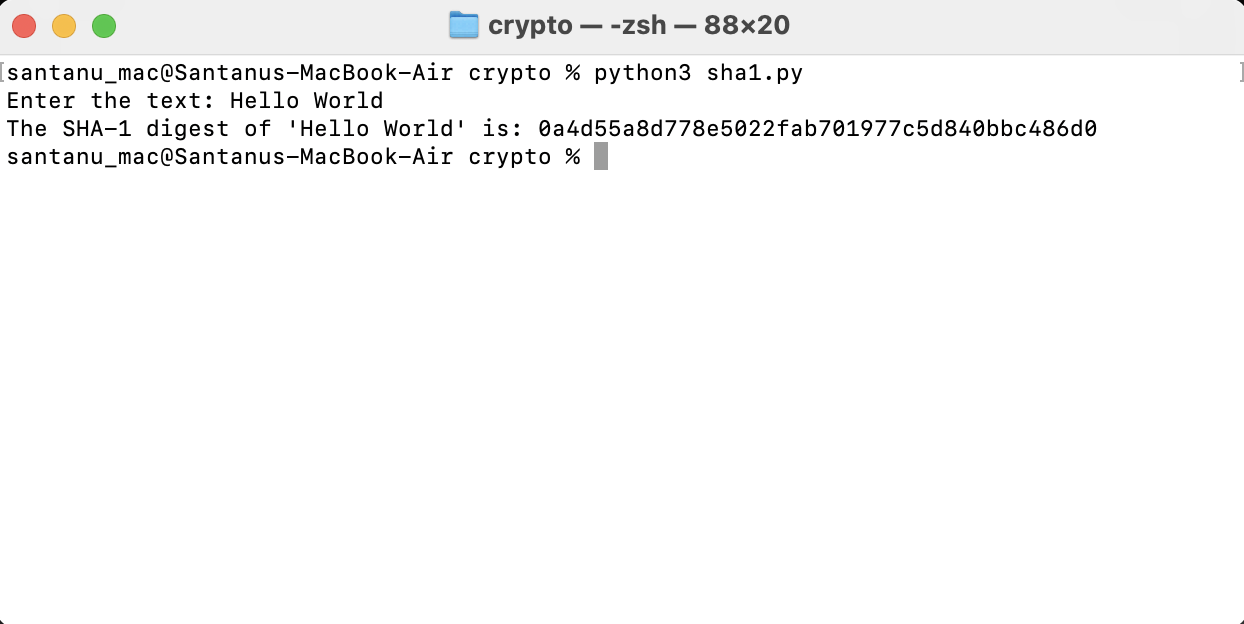 crypto — -zsh — 88×20
santanu_mac@Santanus-MacBook-Air crypto % python3 sha1.py
Enter the text: Hello World
The SHA-1 digest of 'Hello World' is: 0a4d55a8d778e5022fab701977c5d840bbc486d0
santanu_mac@Santanus-MacBook-Air crypto %